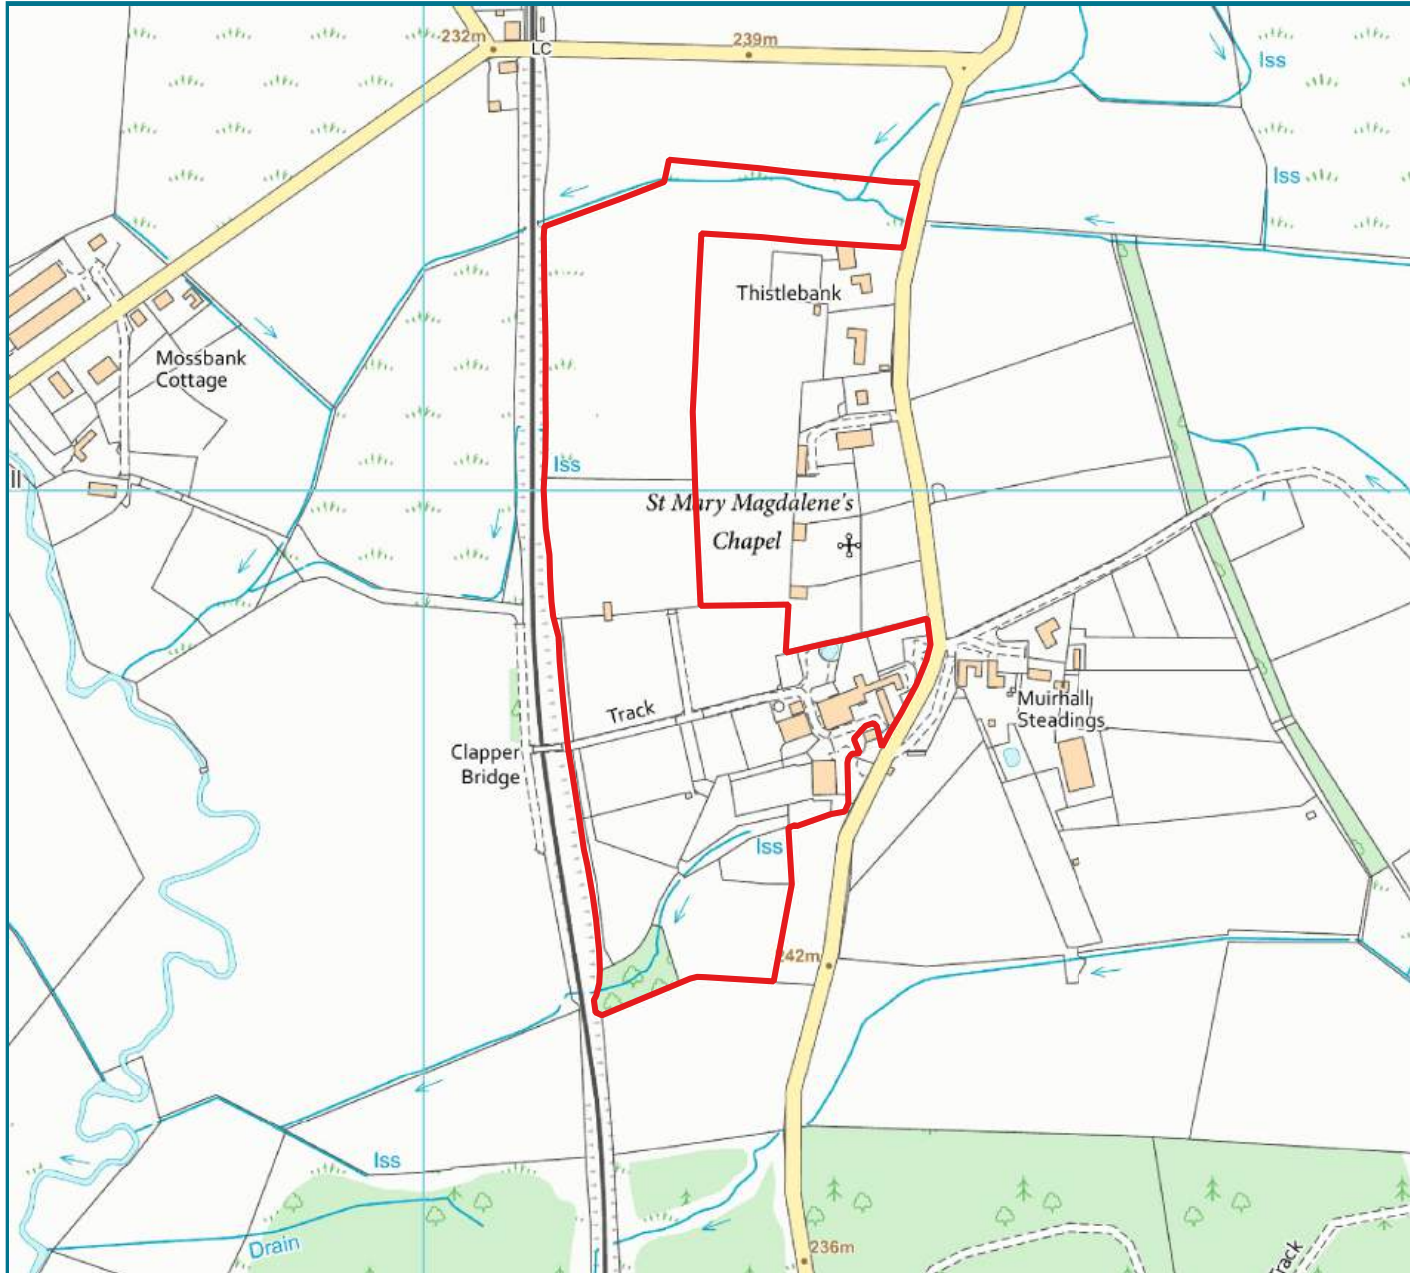 232m
LC
239m
Iss
Iss
Thistlebank
Mossbank
Cottage
Iss
St Mary Magdalene's
Chapel
Track
Muirhall
Steadings
Clapper
Bridge
Iss
242m
Iss
Drain
236m
Track